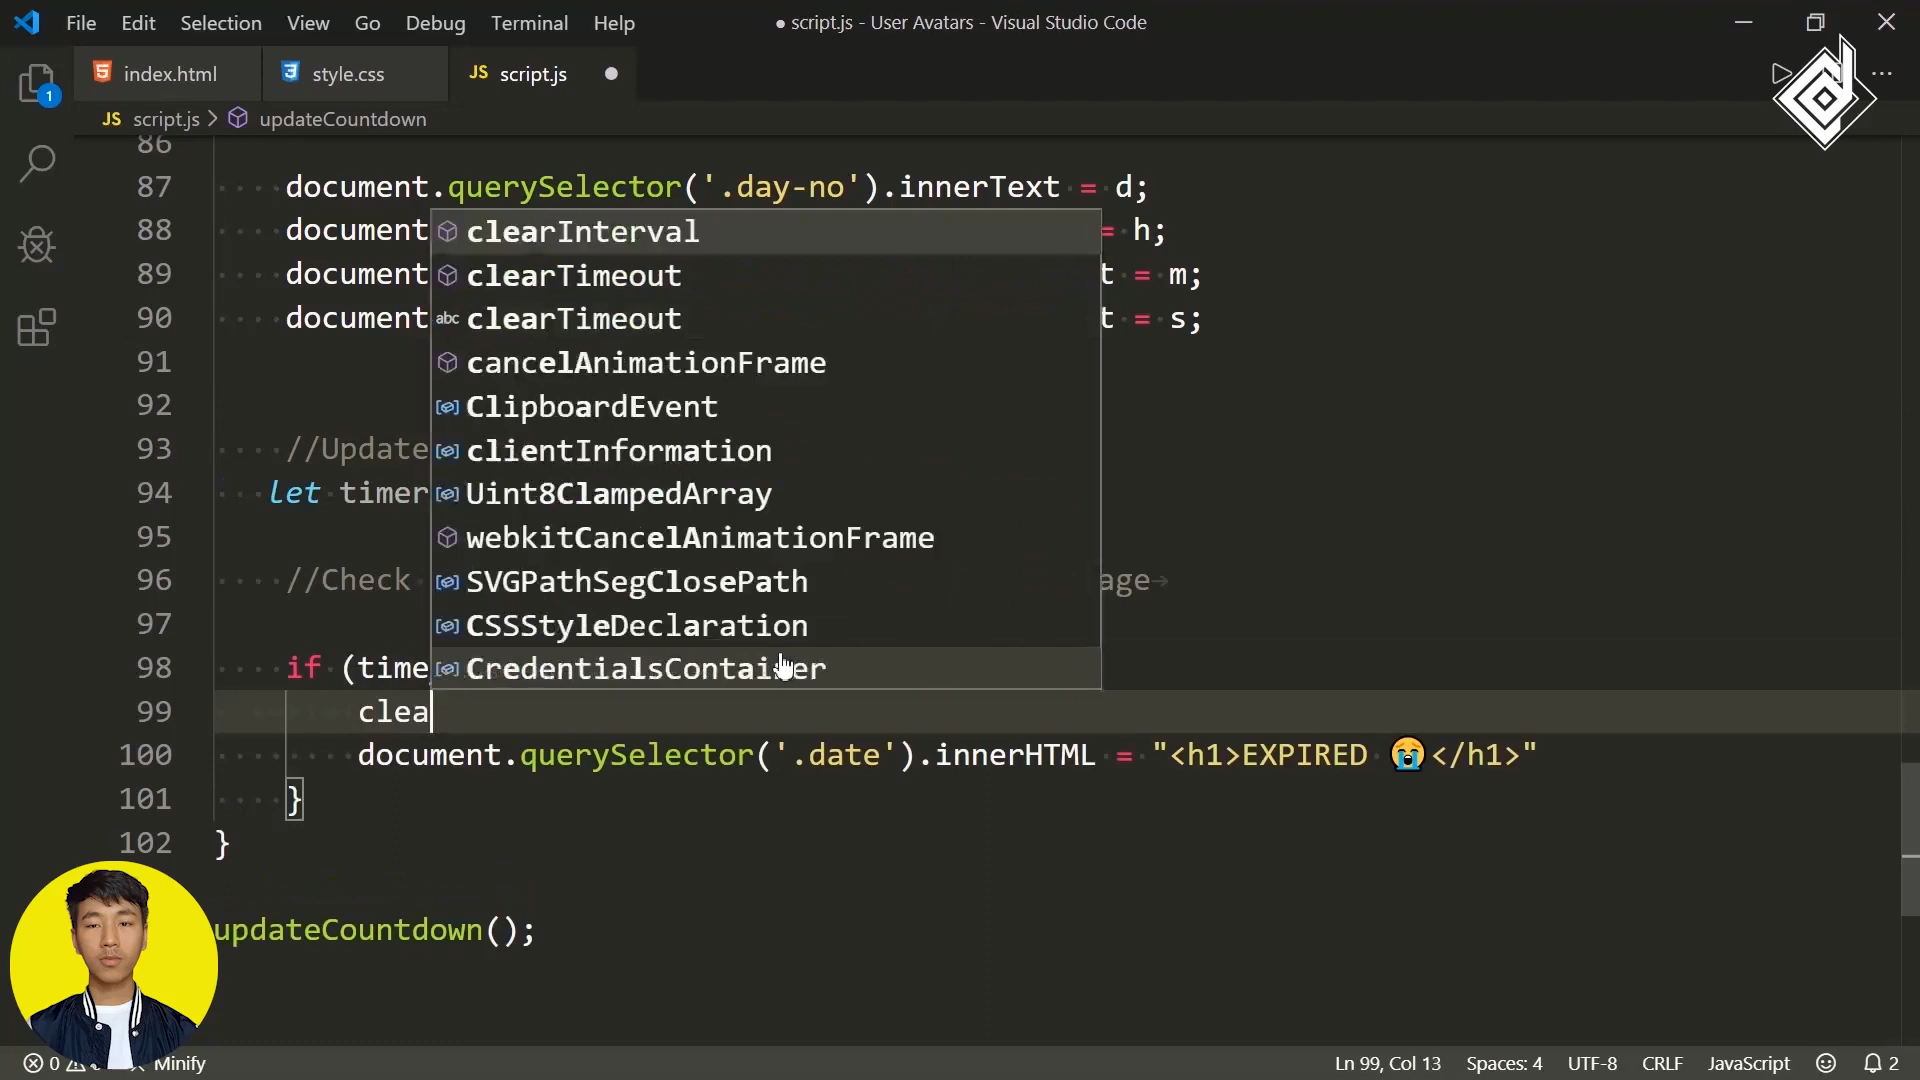 File Edit Selection View Go Debug Terminal Help ● script.js - User Avatars - Visual Studio Code
index.html style.css JS script.js
JS script.js > updateCountdown
86
87 document.querySelector('.day-no').innerText = d;
88 document = h;
89 document t = m;
90 document t = s;
91
92
93 //Update
94 let timer
95
96 //Check age
97
98 if (time
99 clea
100 document.querySelector('.date').innerHTML = "<h1>EXPIRED 😭</h1>"
101 }
102 }
updateCountdown();
clearInterval
clearTimeout
abc clearTimeout
cancelAnimationFrame
ClipboardEvent
clientInformation
Uint8ClampedArray
webkitCancelAnimationFrame
SVGPathSegClosePath
CSSStyleDeclaration
CredentialsContainer
1
0 Minify Ln 99, Col 13 Spaces: 4 UTF-8 CRLF JavaScript 2